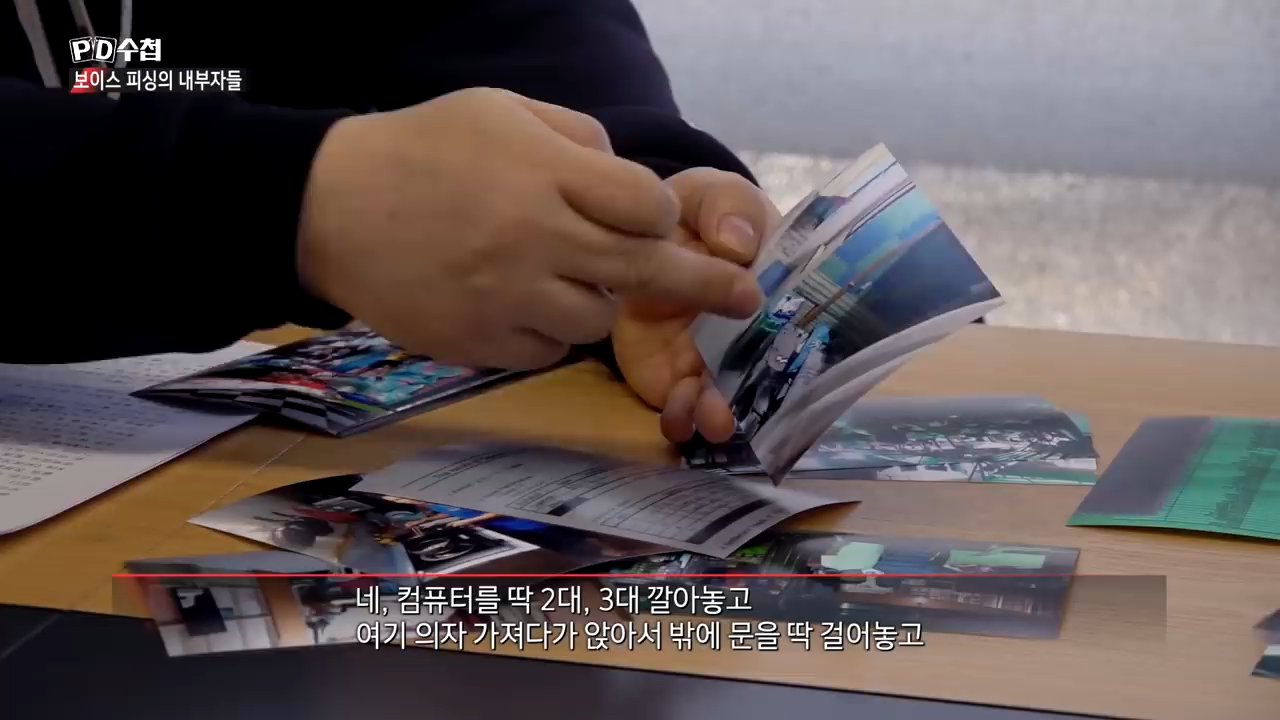 PD수첩
보이스 피싱의 내부자들
네, 컴퓨터를 딱 2대, 3대 깔아놓고
여기 의자 가져다가 앉아서 밖에 문을 딱 걸어놓고